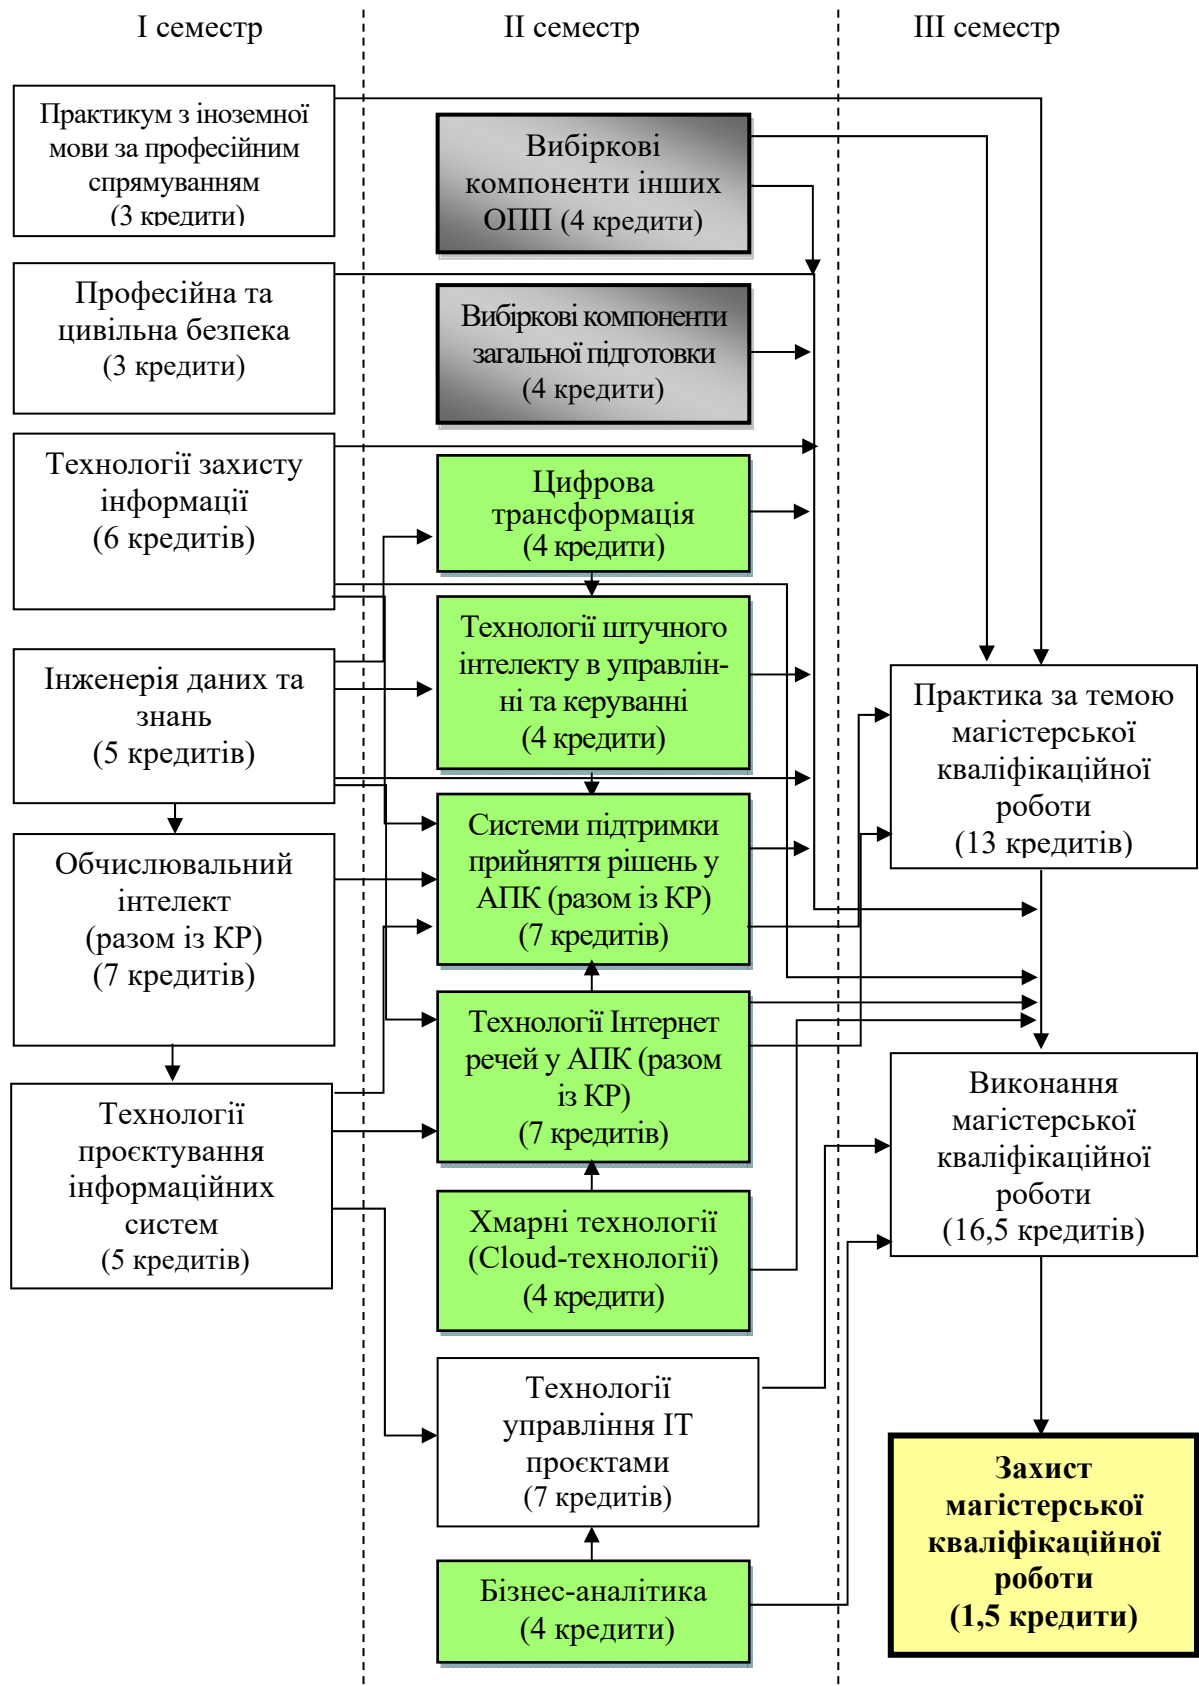 I семестр
II семестр
III семестр
Практикум з іноземної
мови за професійним
спрямуванням
(3 кредити)
Професійна та
цивільна безпека
(3 кредити)
Технології захисту
інформації
(6 кредитів)
Інженерія даних та
знань
(5 кредитів)
Обчислювальний
інтелект
(разом із КР)
(7 кредитів)
Технології
проєктування
інформаційних
систем
(5 кредитів)
Вибіркові
компоненти інших
ОПП (4 кредити)
Вибіркові компоненти
загальної підготовки
(4 кредити)
Цифрова
трансформація
(4 кредити)
Технології штучного
інтелекту в управлін-
ні та керуванні
(4 кредити)
Системи підтримки
прийняття рішень у
АПК (разом із КР)
(7 кредитів)
Технології Інтернет
речей у АПК (разом
із КР)
(7 кредитів)
Хмарні технології
(Cloud-технології)
(4 кредити)
Технології
управління ІТ
проєктами
(7 кредитів)
Бізнес-аналітика
(4 кредити)
Практика за темою
магістерської
кваліфікаційної
роботи
(13 кредитів)
Виконання
магістерської
кваліфікаційної
роботи
(16,5 кредитів)
Захист
магістерської
кваліфікаційної
роботи
(1,5 кредити)